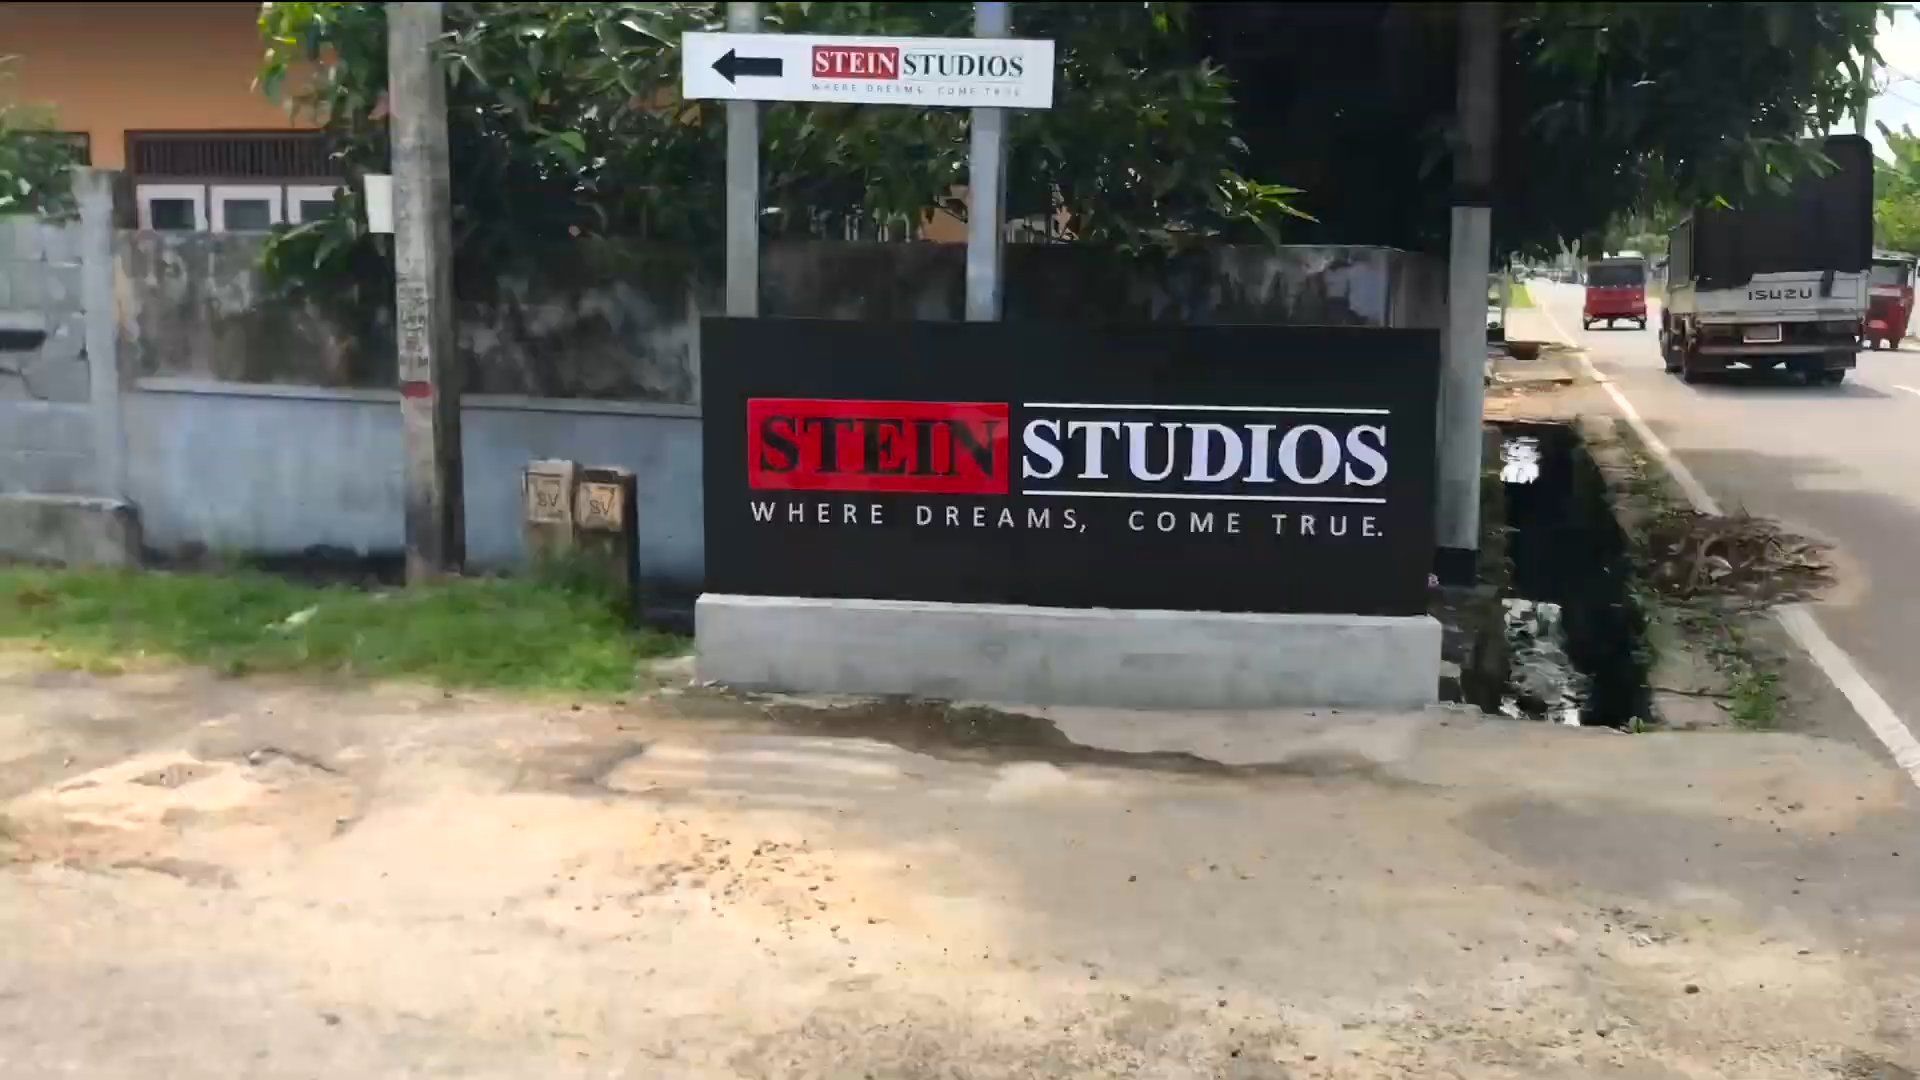 STEIN STUDIOS
WHERE DREAMS, COME TRUE.
STEIN STUDIOS
WHERE DREAMS, COME TRUE.
SV
SV
ISUZU